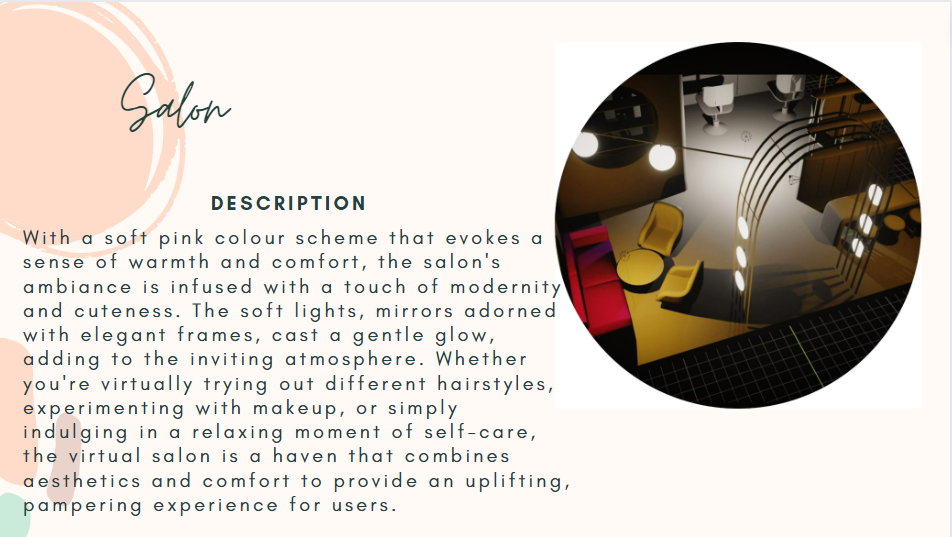 Salon
DESCRIPTION
With a soft pink colour scheme that evokes a
sense of warmth and comfort, the salon's
ambiance is infused with a touch of modernity
and cuteness. The soft lights, mirrors adorned
with elegant frames, cast a gentle glow,
adding to the inviting atmosphere. Whether
you're virtually trying out different hairstyles,
experimenting with makeup, or simply
indulging in a relaxing moment of self-care,
the virtual salon is a haven that combines
aesthetics and comfort to provide an uplifting,
pampering experience for users.